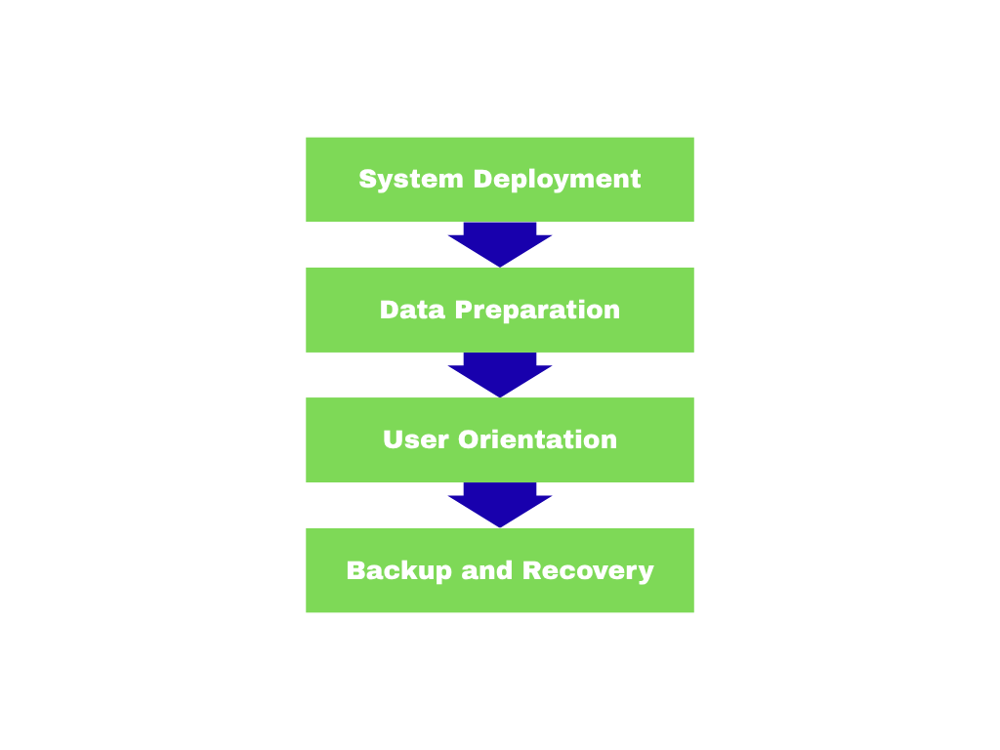 System Deployment
Data Preparation
User Orientation
Backup and Recovery